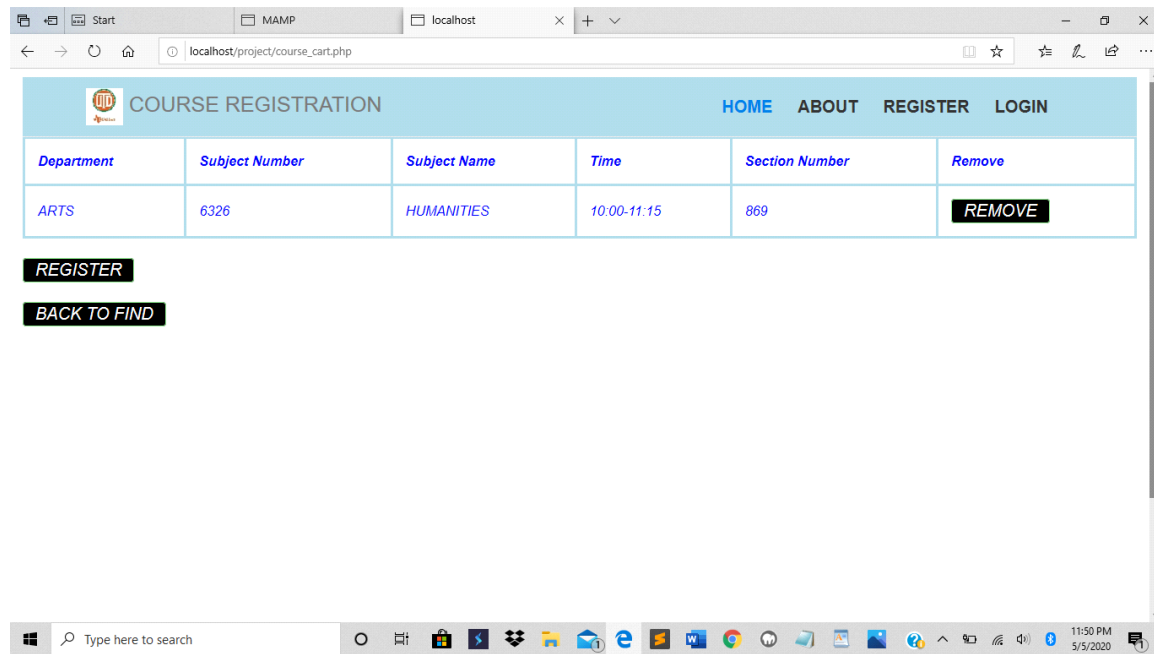 Start
MAMP
localhost
localhost/project/course_cart.php
UTD
COURSE REGISTRATION
HOME ABOUT REGISTER LOGIN
Department Subject Number Subject Name Time Section Number Remove
ARTS 6326 HUMANITIES 10:00-11:15 869 REMOVE
REGISTER
BACK TO FIND
Type here to search
11:50 PM
5/5/2020